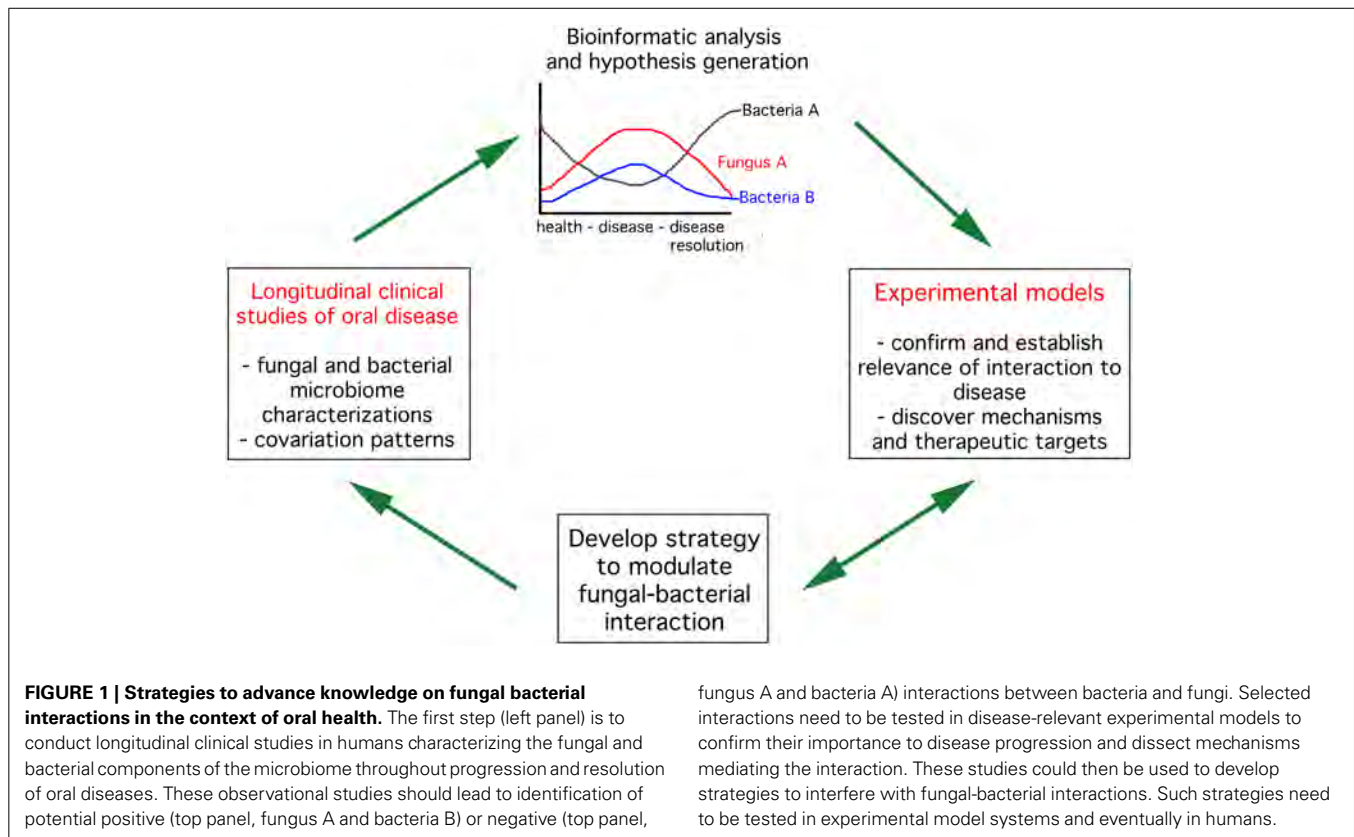 Bioinformatic analysis
and hypothesis generation
Bacteria A
Fungus A
Bacteria B
health - disease - disease
resolution
Longitudinal clinical
studies of oral disease
- fungal and bacterial
microbiome
characterizations
- covariation patterns
Experimental models
- confirm and establish
relevance of interaction to
disease
- discover mechanisms
and therapeutic targets
Develop strategy
to modulate
fungal-bacterial
interaction
FIGURE 1 | Strategies to advance knowledge on fungal bacterial
interactions in the context of oral health. The first step (left panel) is to
conduct longitudinal clinical studies in humans characterizing the fungal and
bacterial components of the microbiome throughout progression and resolution
of oral diseases. These observational studies should lead to identification of
potential positive (top panel, fungus A and bacteria B) or negative (top panel,
fungus A and bacteria A) interactions between bacteria and fungi. Selected
interactions need to be tested in disease-relevant experimental models to
confirm their importance to disease progression and dissect mechanisms
mediating the interaction. These studies could then be used to develop
strategies to interfere with fungal-bacterial interactions. Such strategies need
to be tested in experimental model systems and eventually in humans.